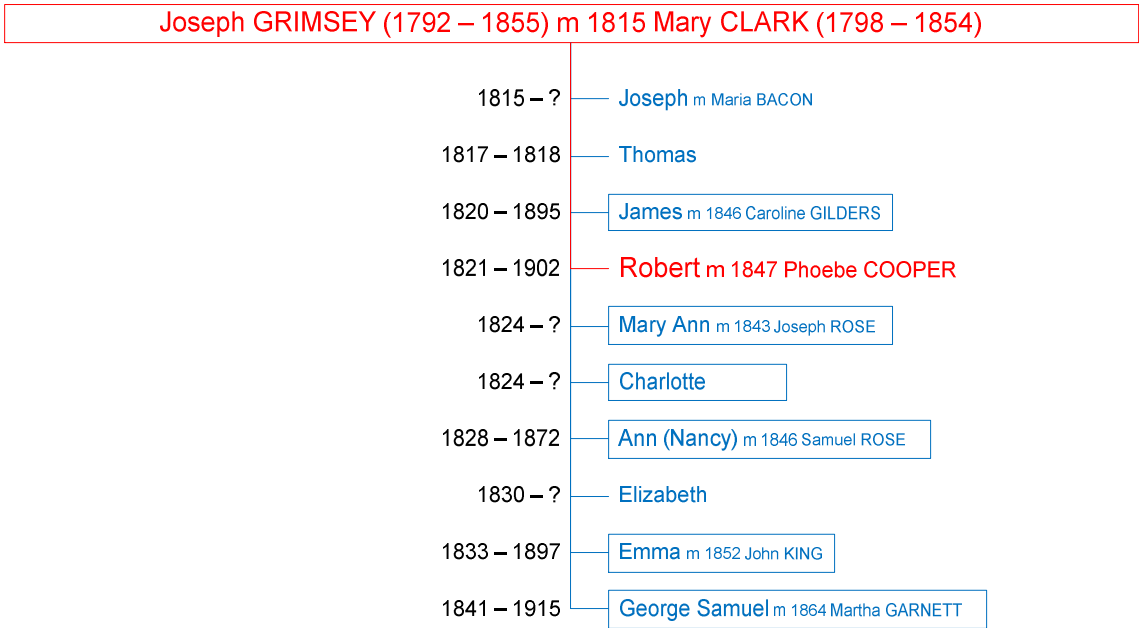 Joseph GRIMSEY (1792 – 1855) m 1815 Mary CLARK (1798 – 1854)
1815 – ? Joseph m Maria BACON
1817 – 1818 Thomas
1820 – 1895 James m 1846 Caroline GILDERS
1821 – 1902 Robert m 1847 Phoebe COOPER
1824 – ? Mary Ann m 1843 Joseph ROSE
1824 – ? Charlotte
1828 – 1872 Ann (Nancy) m 1846 Samuel ROSE
1830 – ? Elizabeth
1833 – 1897 Emma m 1852 John KING
1841 – 1915 George Samuel m 1864 Martha GARNETT